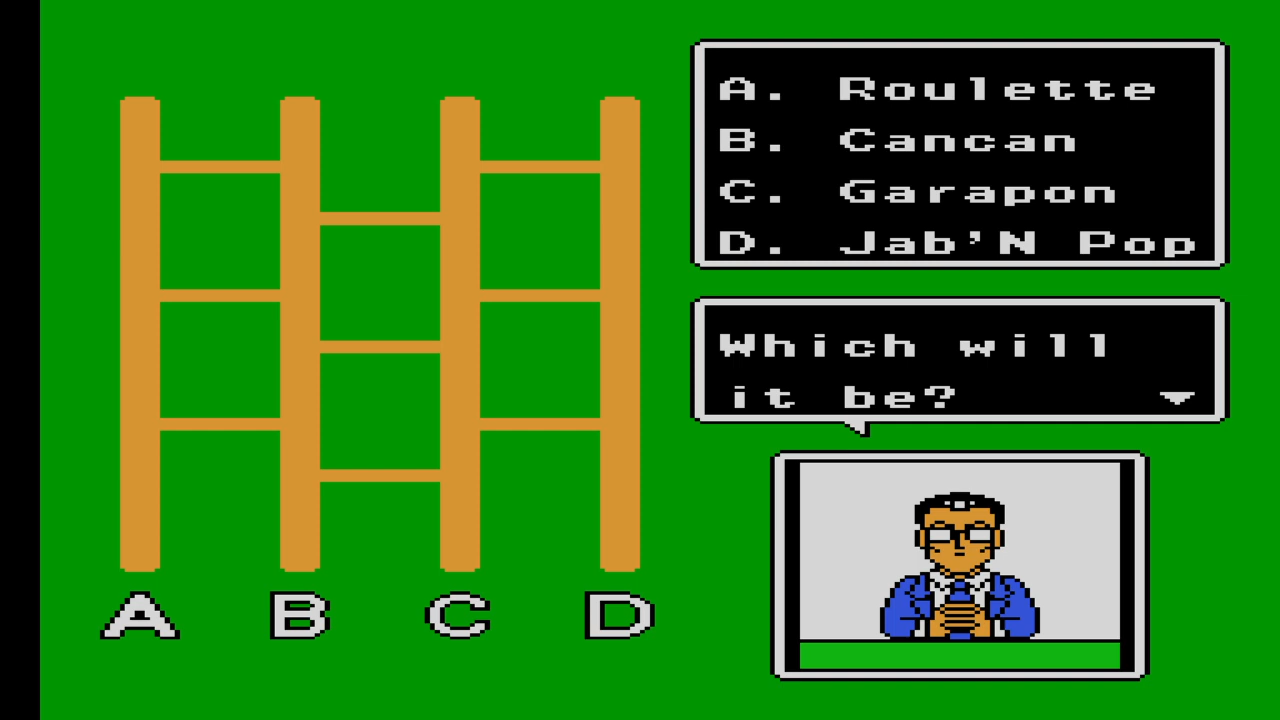 A. Roulette
B. Cancan
C. Garapon
D. Jab'N Pop
Which will
it be?
A B C D